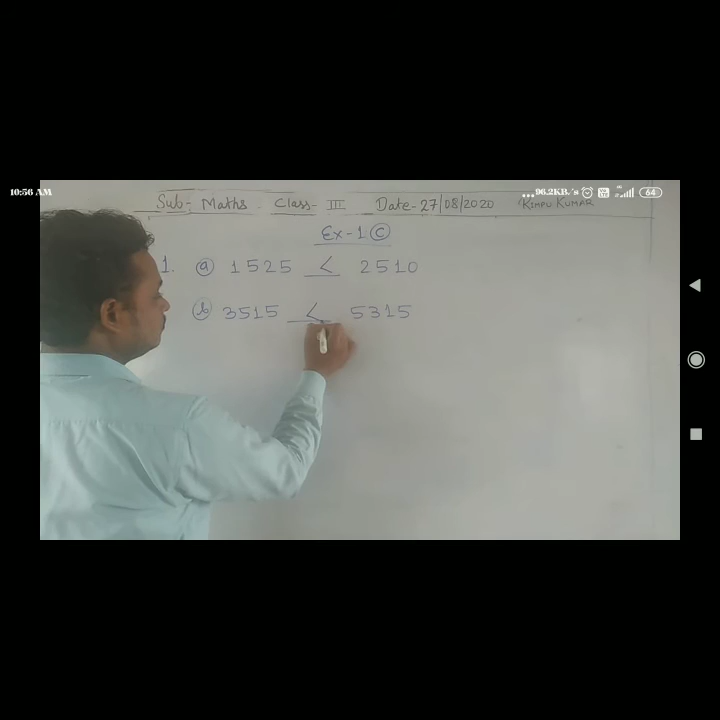 10:56 AM ...96.2KB/s 64
Sub- Maths. Class- III Date- 27/08/2020 KIMPU KUMAR
Ex-1 (C)
1. (a) 1525 < 2510
(b) 3515 < 5315